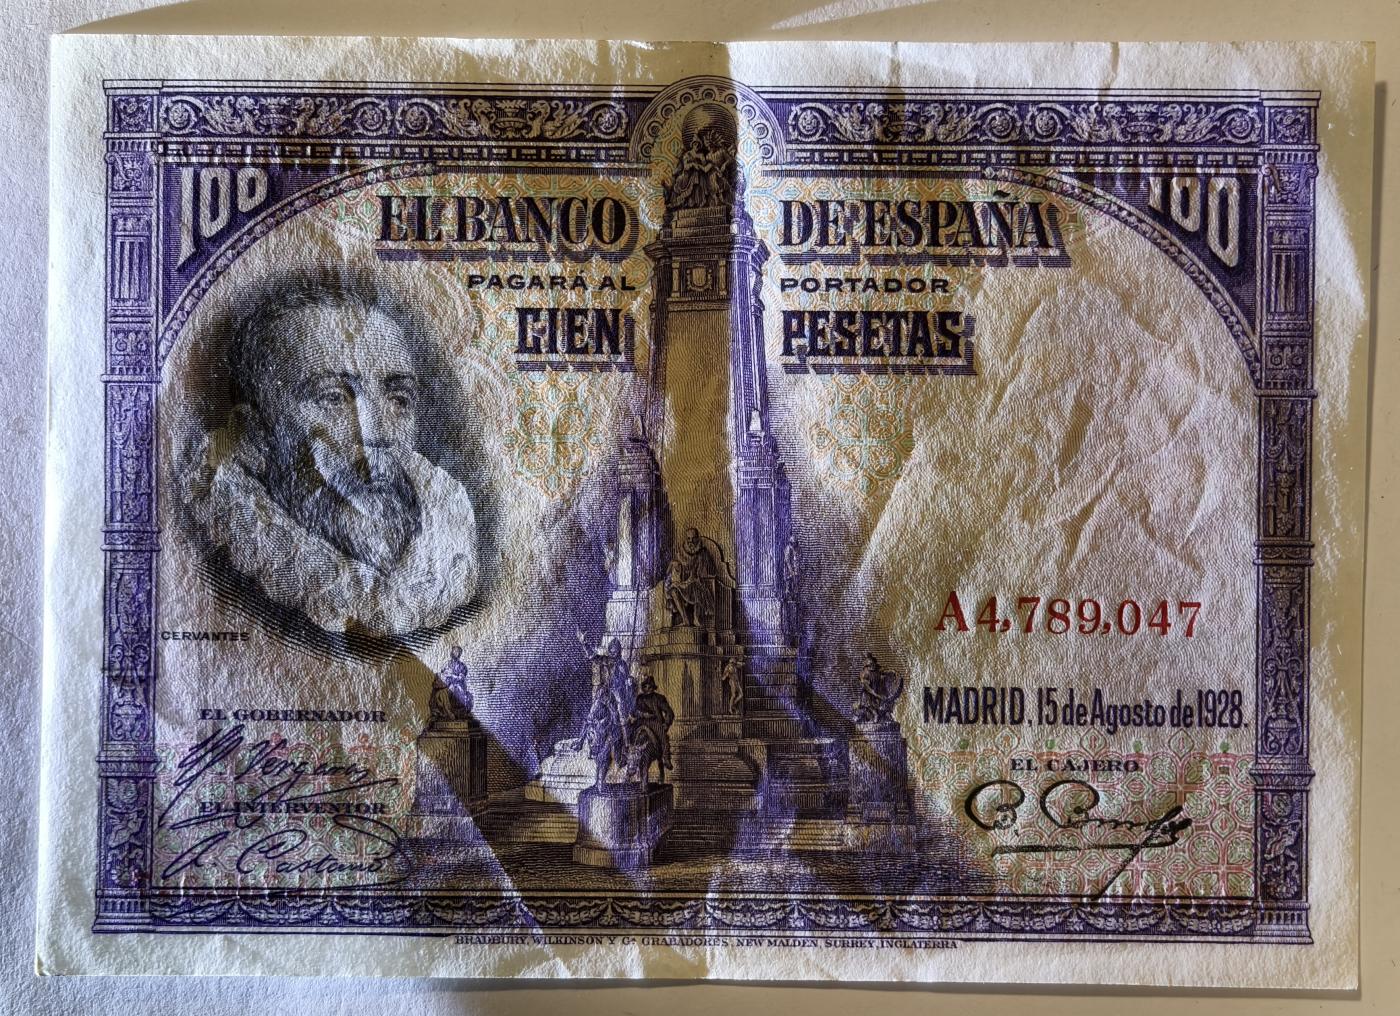 100 100
EL BANCO DE ESPAÑA
PAGARÁ AL PORTADOR
CIEN PESETAS
CERVANTES
A4,789,047
MADRID, 15 de Agosto de 1928.
EL GOBERNADOR
EL INTERVENTOR
EL CAJERO
BRADBURY, WILKINSON Y Cª GRABADORES, NEW MALDEN, SURREY, INGLATERRA